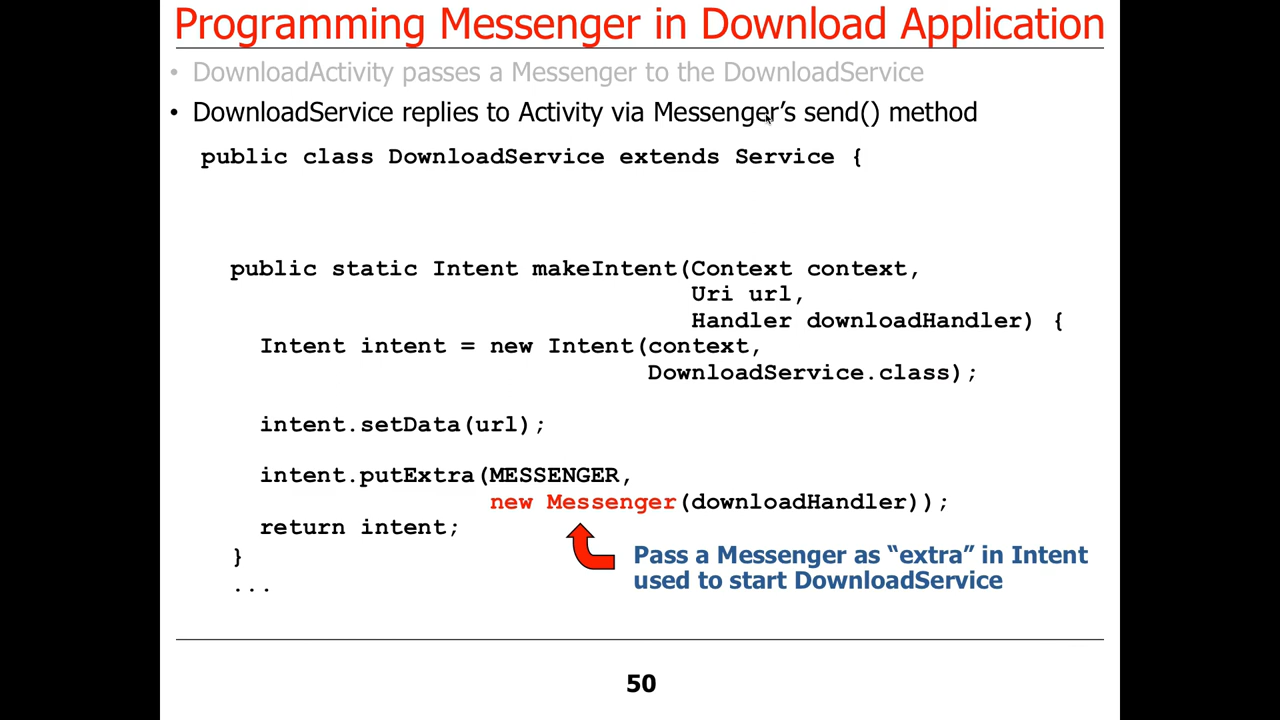 Programming Messenger in Download Application
• DownloadActivity passes a Messenger to the DownloadService
• DownloadService replies to Activity via Messenger’s send() method
public class DownloadService extends Service {
public static Intent makeIntent(Context context,
Uri url,
Handler downloadHandler) {
Intent intent = new Intent(context,
DownloadService.class);
intent.setData(url);
intent.putExtra(MESSENGER,
new Messenger(downloadHandler));
return intent;
}
...
Pass a Messenger as “extra” in Intent
used to start DownloadService
50